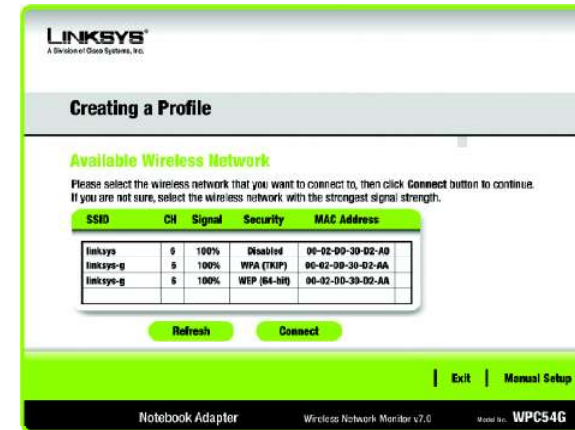 LINKSYS®
A Division of Cisco Systems, Inc.
Creating a Profile
Available Wireless Network
Please select the wireless network that you want to connect to, then click Connect button to continue.
If you are not sure, select the wireless network with the strongest signal strength.
SSID CH Signal Security MAC Address
linksys 6 100% Disabled 00-02-DD-30-D2-A0
linksys-g 6 100% WPA (TKIP) 00-02-DD-30-D2-AA
linksys-g 6 100% WEP (64-bit) 00-02-DD-30-D2-AA
Refresh Connect
Exit Manual Setup
Notebook Adapter Wireless Network Monitor v7.0 Model No. WPC54G